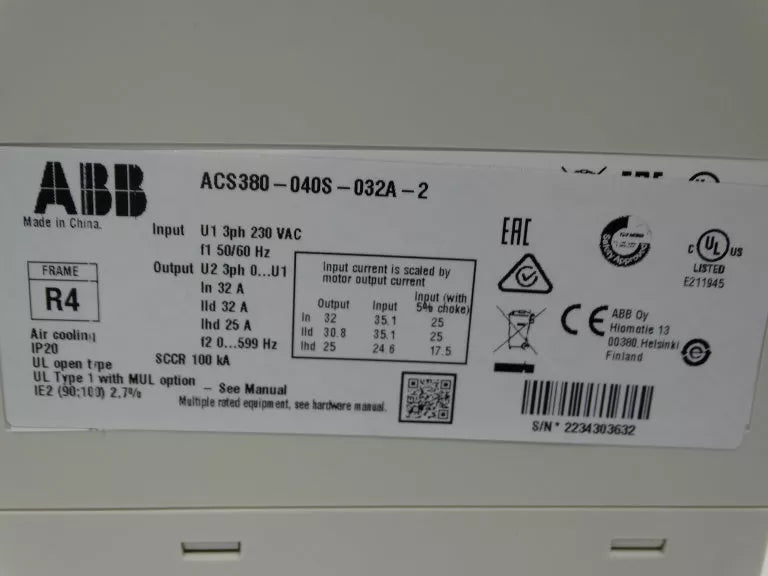 ABB
Made in China.
ACS380-040S-032A-2
Input U1 3ph 230 VAC
f1 50/60 Hz
Output U2 3ph 0...U1
In 32 A
Ild 32 A
Ihd 25 A
f2 0...599 Hz
SCCR 100 kA
FRAME
R4
Air cooling
IP20
UL open type
UL Type 1 with MUL option - See Manual
IE2 (90;100) 2.7%
Multiple rated equipment, see hardware manual.
Input current is scaled by
motor output current
Output Input Input (with 5% choke)
In 32 35.1 25
Ild 30.8 35.1 25
Ihd 25 24.6 17.5
EAC
Safety Approved
C UL US
LISTED
E211945
CE
ABB Oy
Hiomotie 13
00380, Helsinki
Finland
S/N* 2234303632